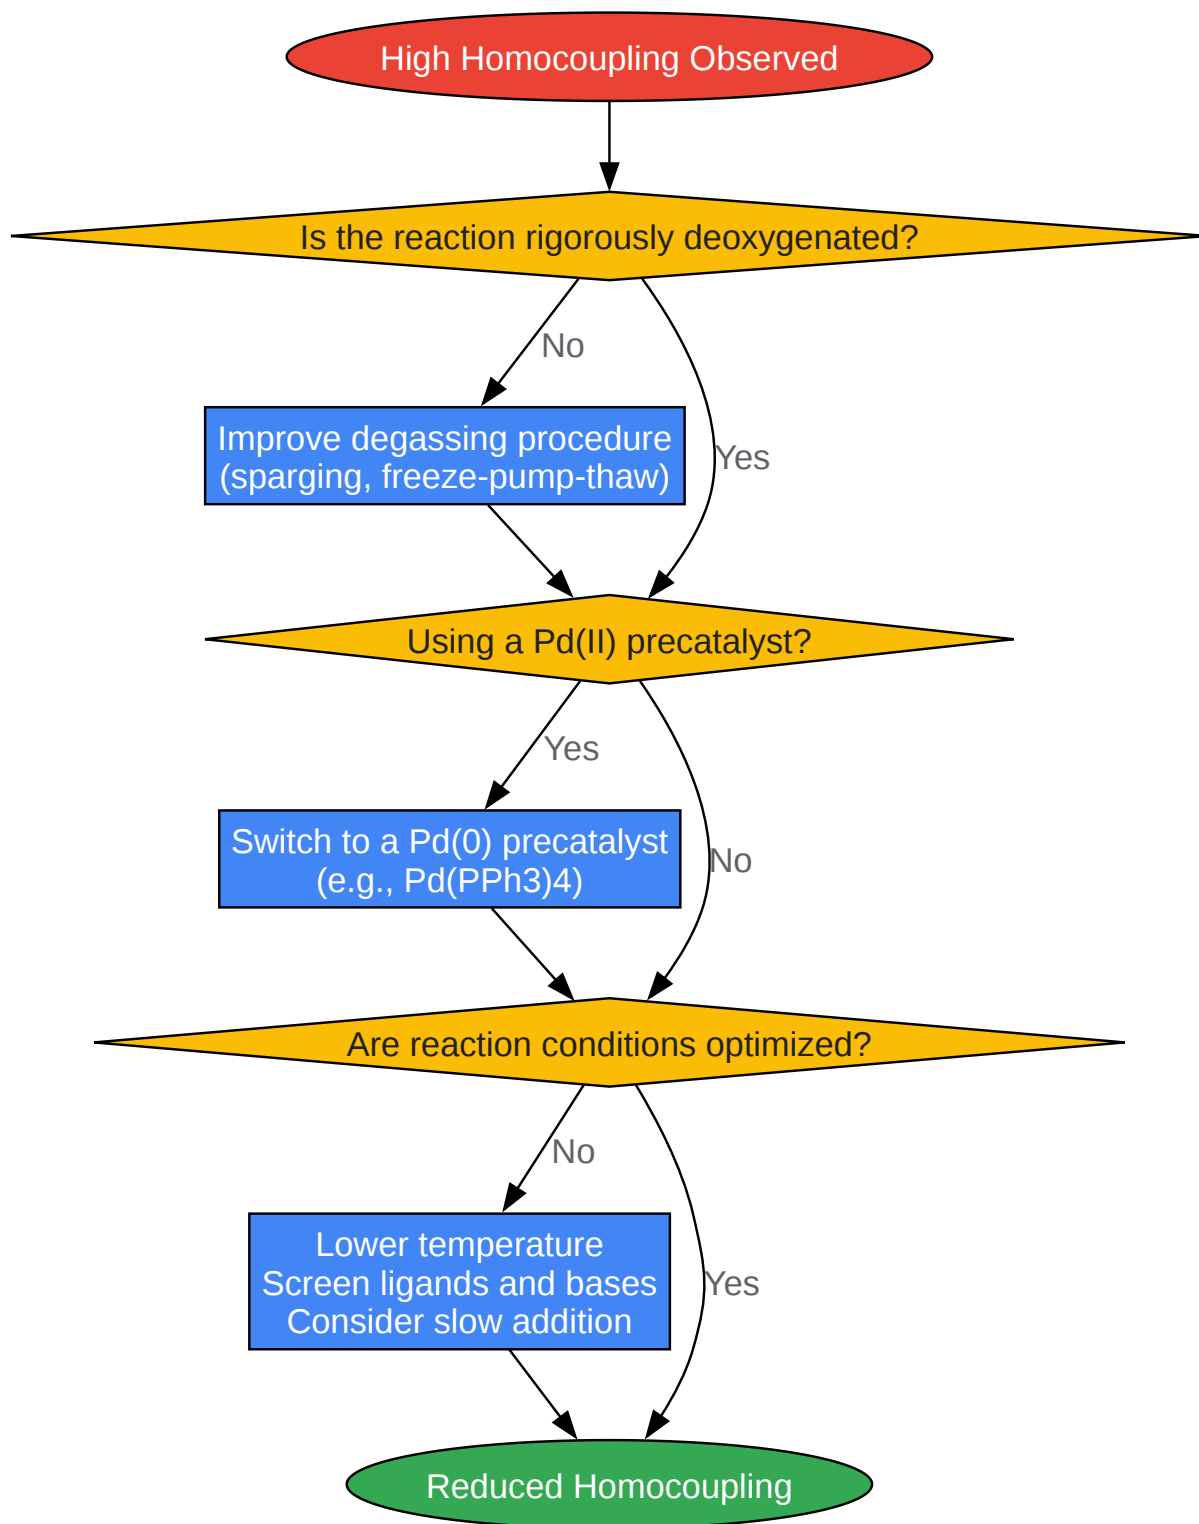 High Homocoupling Observed
Is the reaction rigorously deoxygenated?
No
Improve degassing procedure
(sparging, freeze-pump-thaw)
Yes
Using a Pd(II) precatalyst?
Yes
Switch to a Pd(0) precatalyst
(e.g., Pd(PPh3)4)
No
Are reaction conditions optimized?
No
Lower temperature
Screen ligands and bases
Consider slow addition
Yes
Reduced Homocoupling